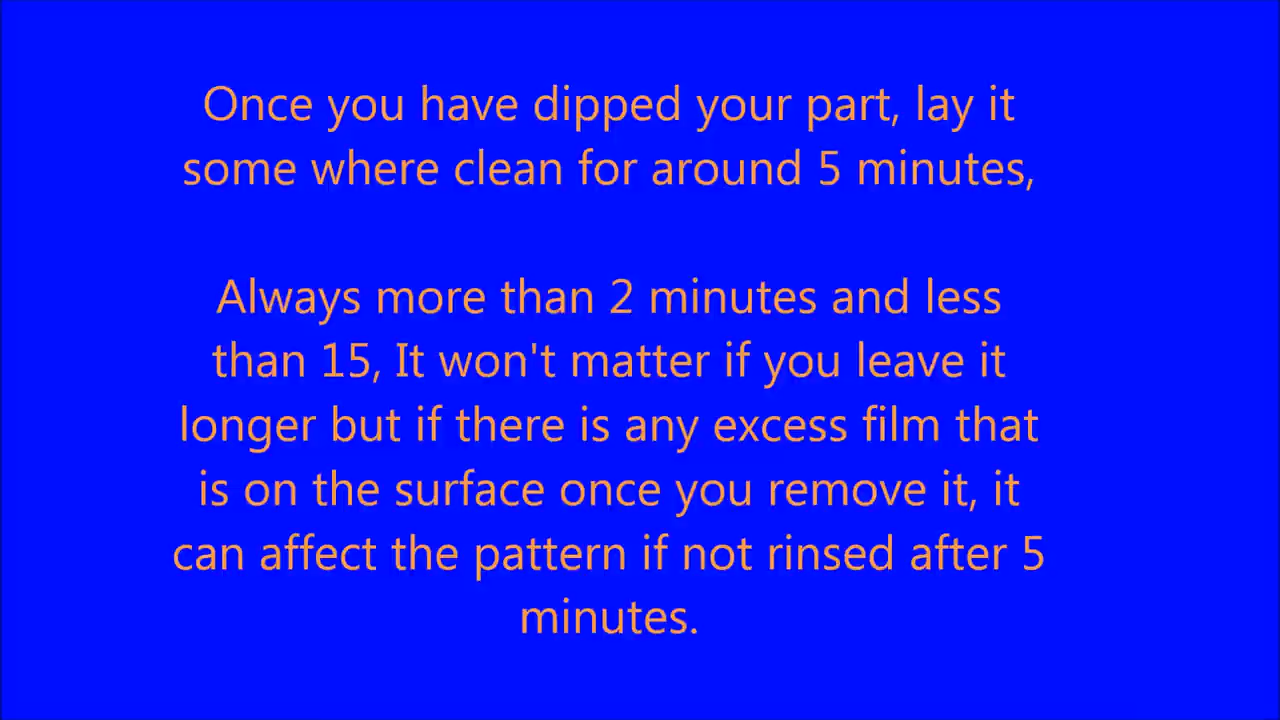 Once you have dipped your part, lay it
some where clean for around 5 minutes,
Always more than 2 minutes and less
than 15, It won't matter if you leave it
longer but if there is any excess film that
is on the surface once you remove it, it
can affect the pattern if not rinsed after 5
minutes.